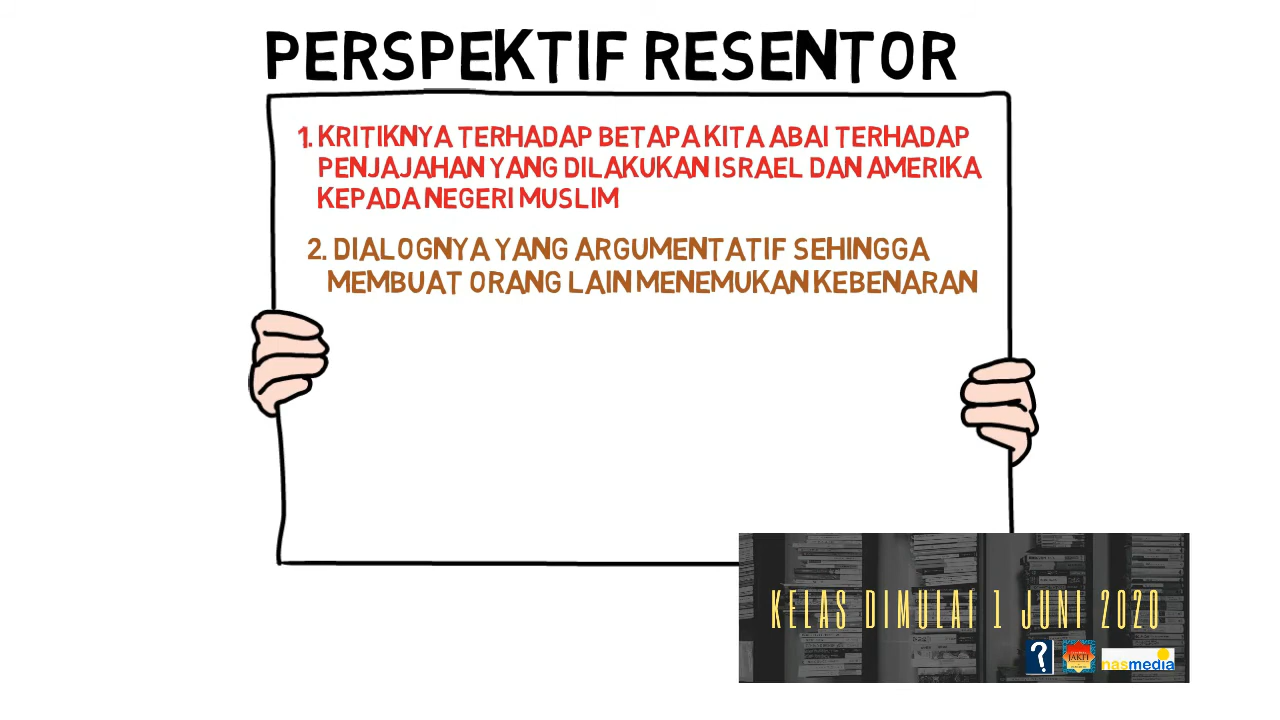 PERSPEKTIF RESENTOR
1. KRITIKNYA TERHADAP BETAPA KITA ABAI TERHADAP
PENJAJAHAN YANG DILAKUKAN ISRAEL DAN AMERIKA
KEPADA NEGERI MUSLIM
2. DIALOGNYA YANG ARGUMENTATIF SEHINGGA
MEMBUAT ORANG LAIN MENEMUKAN KEBENARAN
KELAS DIMULAI 1 JUNI 2020
?
nasmedia